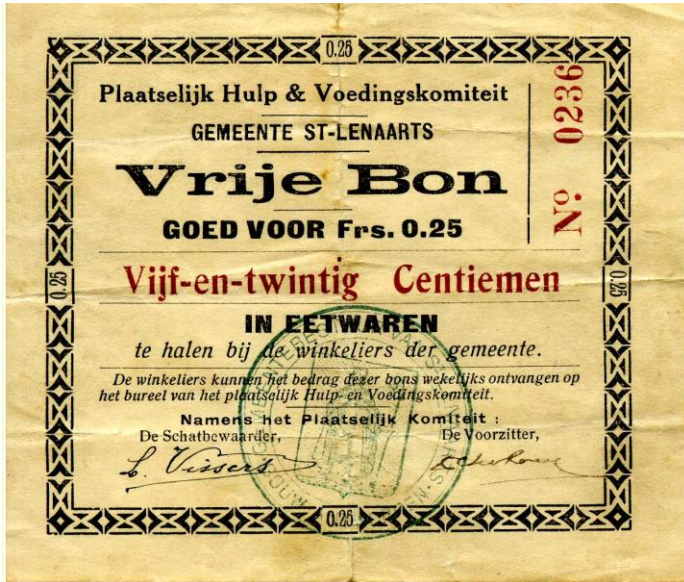 0.25
Plaatselijk Hulp & Voedingskomiteit
GEMEENTE ST-LENAARTS
Vrije Bon
GOED VOOR Frs. 0.25
No. 0236
Vijf-en-twintig Centiemen
0.25
0.25
IN EETWAREN
te halen bij de winkeliers der gemeente.
De winkeliers kunnen het bedrag dezer bons wekelijks ontvangen op
het bureel van het plaatselijk Hulp- en Voedingskomiteit.
Namens het Plaatselijk Komiteit :
De Schatbewaarder, De Voorzitter,
L. Vissers
0.25